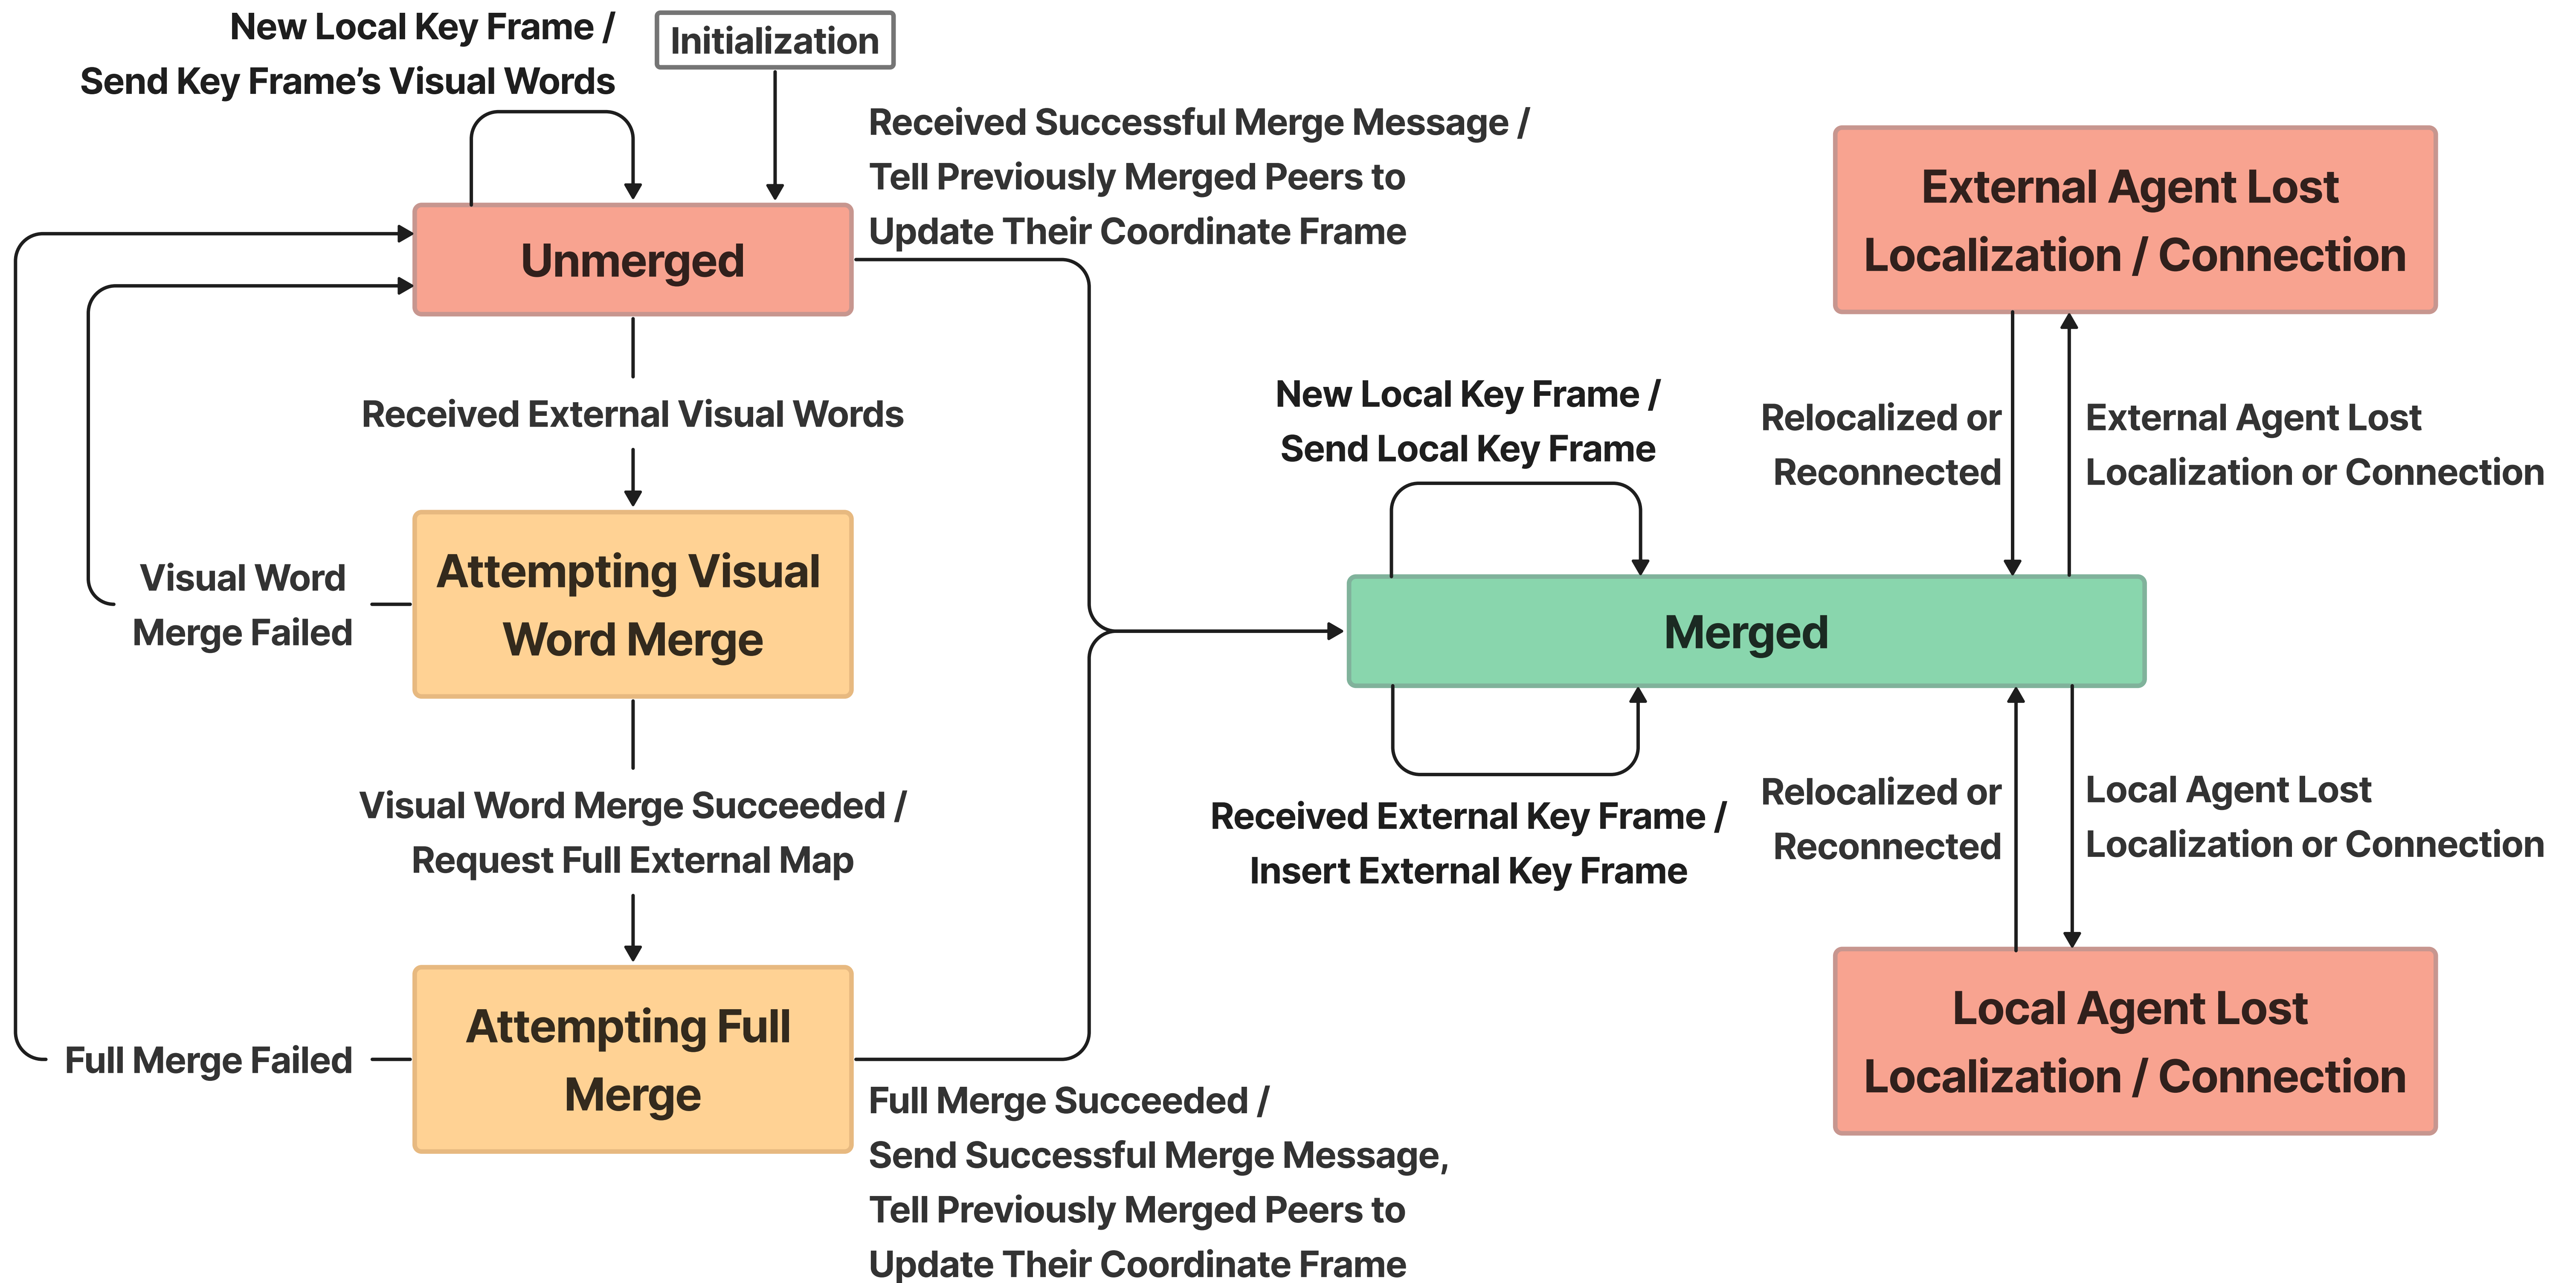 New Local Key Frame /
Send Key Frame’s Visual Words
Initialization
Received Successful Merge Message /
Tell Previously Merged Peers to
Update Their Coordinate Frame
Unmerged
External Agent Lost
Localization / Connection
Received External Visual Words
New Local Key Frame /
Send Local Key Frame
Relocalized or
Reconnected
External Agent Lost
Localization or Connection
Attempting Visual
Word Merge
Visual Word
Merge Failed
Merged
Visual Word Merge Succeeded /
Request Full External Map
Received External Key Frame /
Insert External Key Frame
Relocalized or
Reconnected
Local Agent Lost
Localization or Connection
Attempting Full
Merge
Full Merge Failed
Local Agent Lost
Localization / Connection
Full Merge Succeeded /
Send Successful Merge Message,
Tell Previously Merged Peers to
Update Their Coordinate Frame